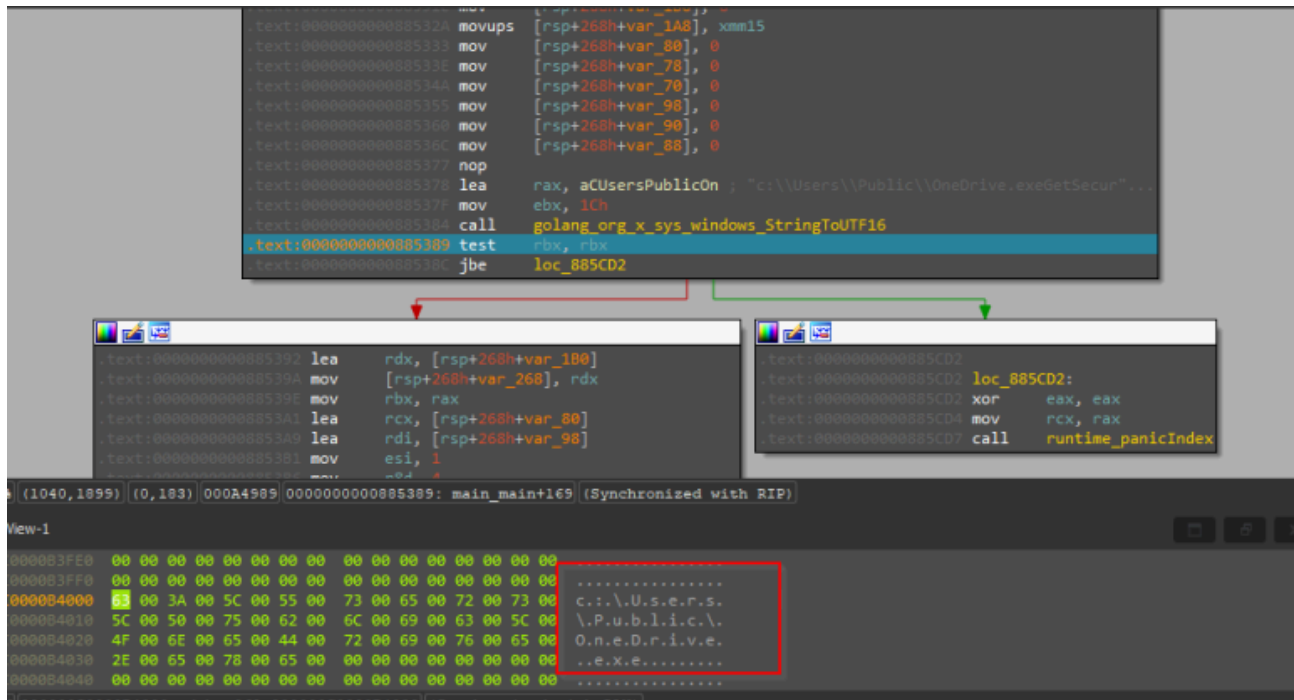 .text:000000000088532A movups [rsp+268h+var_1A8], xmm15
.text:0000000000885333 mov [rsp+268h+var_80], 0
.text:000000000088533E mov [rsp+268h+var_78], 0
.text:000000000088534A mov [rsp+268h+var_70], 0
.text:0000000000885355 mov [rsp+268h+var_98], 0
.text:0000000000885360 mov [rsp+268h+var_90], 0
.text:000000000088536C mov [rsp+268h+var_88], 0
.text:0000000000885377 nop
.text:0000000000885378 lea rax, aCUsersPublicOn ; "c:\\Users\\Public\\OneDrive.exeGetSecur"...
.text:000000000088537F mov ebx, 1Ch
.text:0000000000885384 call golang_org_x_sys_windows_StringToUTF16
.text:0000000000885389 test rbx, rbx
.text:000000000088538C jbe loc_885CD2
.text:0000000000885392 lea rdx, [rsp+268h+var_1B0]
.text:000000000088539A mov [rsp+268h+var_268], rdx
.text:000000000088539E mov rbx, rax
.text:00000000008853A1 lea rcx, [rsp+268h+var_80]
.text:00000000008853A9 lea rdi, [rsp+268h+var_98]
.text:00000000008853B1 mov esi, 1
.text:0000000000885CD2
.text:0000000000885CD2 loc_885CD2:
.text:0000000000885CD2 xor eax, eax
.text:0000000000885CD4 mov rcx, rax
.text:0000000000885CD7 call runtime_panicIndex
(1040,1899) (0,183) 000A4989 0000000000885389: main_main+169 (Synchronized with RIP)
View-1
00 00 00 00 00 00 00 00 00 00 00 00 00 00 00 00 ................
00 00 00 00 00 00 00 00 00 00 00 00 00 00 00 00 ................
63 00 3A 00 5C 00 55 00 73 00 65 00 72 00 73 00 c.:.\.U.s.e.r.s.
5C 00 50 00 75 00 62 00 6C 00 69 00 63 00 5C 00 \.P.u.b.l.i.c.\.
4F 00 6E 00 65 00 44 00 72 00 69 00 76 00 65 00 O.n.e.D.r.i.v.e.
2E 00 65 00 78 00 65 00 00 00 00 00 00 00 00 00 ..e.x.e.........
00 00 00 00 00 00 00 00 00 00 00 00 00 00 00 00 ................